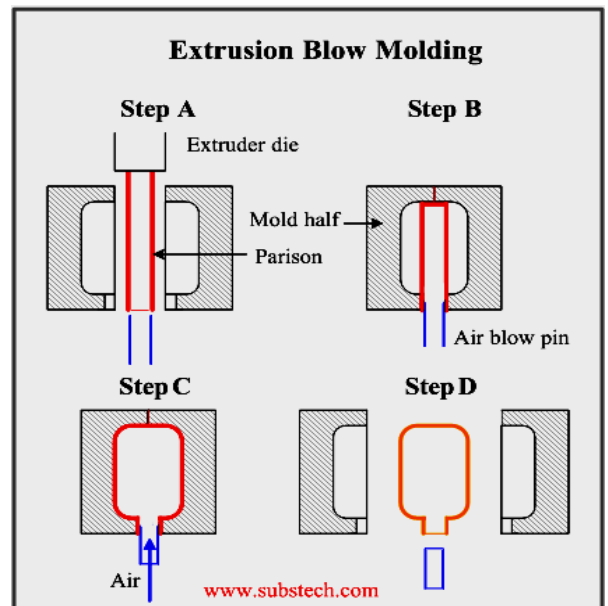 Extrusion Blow Molding
Step A
Step B
Extruder die
Mold half
Parison
Air blow pin
Step C
Step D
Air
www.substech.com